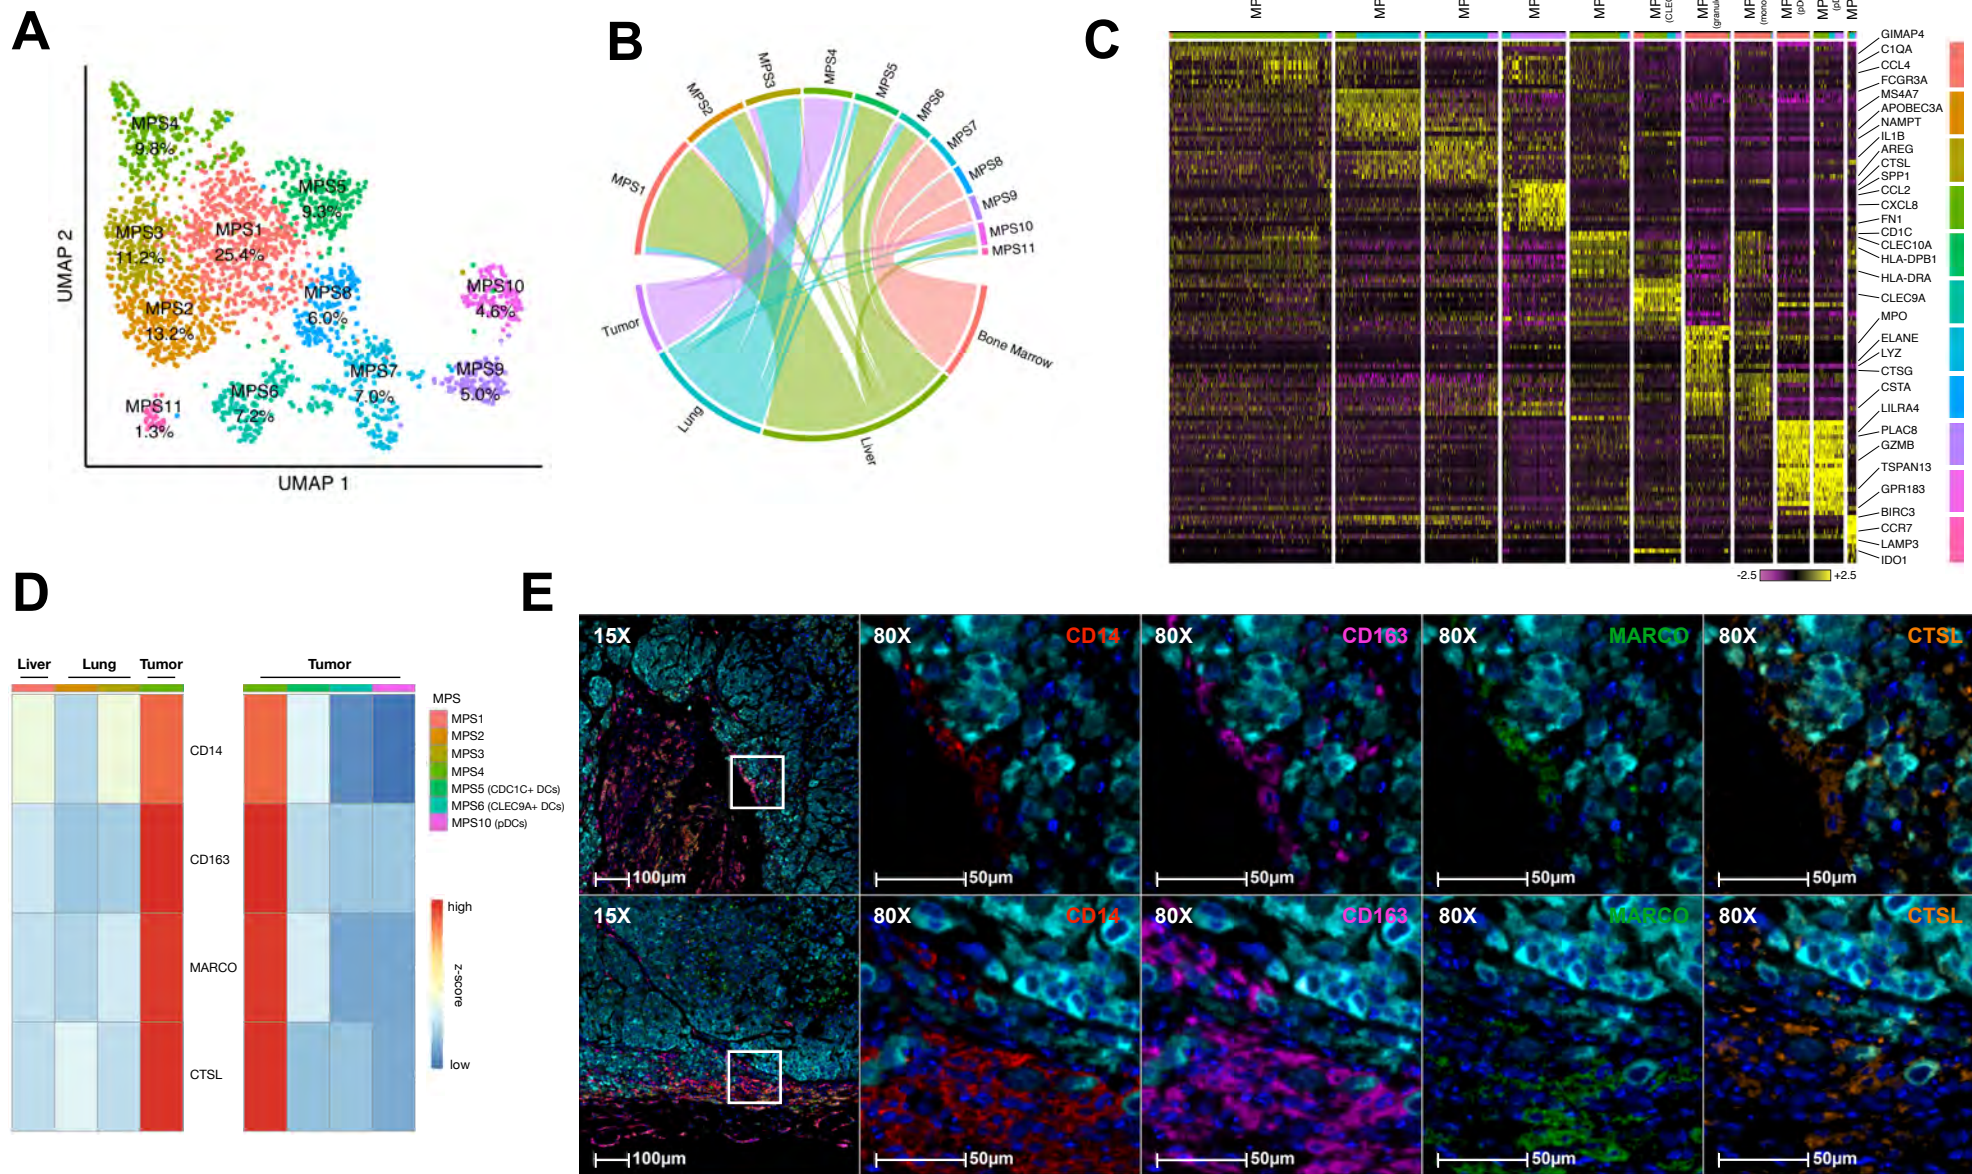 A
MPS4
9.8%
MPS5
9.3%
MPS3
11.2%
MPS1
25.4%
MPS2
13.2%
MPS8
6.0%
MPS10
4.6%
MPS6
7.2%
MPS7
7.0%
MPS9
5.0%
MPS11
1.3%
UMAP 2
UMAP 1
B
MPS1
MPS2
MPS3
MPS4
MPS5
MPS6
MPS7
MPS8
MPS9
MPS10
MPS11
Bone Marrow
Liver
Lung
Tumor
C
GIMAP4
C1QA
CCL4
FCGR3A
MS4A7
APOBEC3A
NAMPT
IL1B
AREG
CTSL
SPP1
CCL2
CXCL8
FN1
CD1C
CLEC10A
HLA-DPB1
HLA-DRA
CLEC9A
MPO
ELANE
LYZ
CTSG
CSTA
LILRA4
PLAC8
GZMB
TSPAN13
GPR183
BIRC3
CCR7
LAMP3
IDO1
-2.5 +2.5
D
Liver Lung Tumor Tumor
CD14
CD163
MARCO
CTSL
MPS
MPS1
MPS2
MPS3
MPS4
MPS5 (CDC1C+ DCs)
MPS6 (CLEC9A+ DCs)
MPS10 (pDCs)
high
z-score
low
E
15X 80X CD14 80X CD163 80X MARCO 80X CTSL
100µm 50µm 50µm 50µm 50µm
15X 80X CD14 80X CD163 80X MARCO 80X CTSL
100µm 50µm 50µm 50µm 50µm